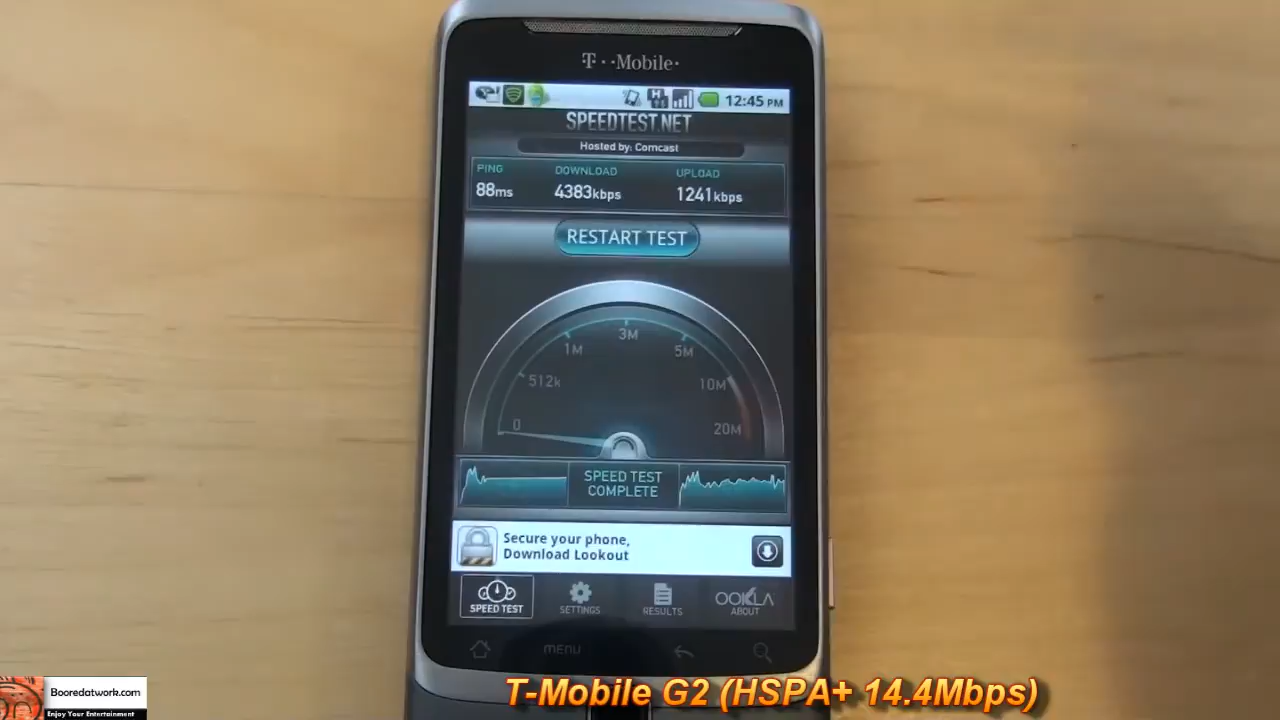 T··Mobile·
12:45 PM
SPEEDTEST.NET
Hosted by: Comcast
PING DOWNLOAD UPLOAD
88ms 4383kbps 1241kbps
RESTART TEST
0 512k 1M 3M 5M 10M 20M
SPEED TEST
COMPLETE
Secure your phone,
Download Lookout
SPEED TEST SETTINGS RESULTS OOKLA
ABOUT
menu
T-Mobile G2 (HSPA+ 14.4Mbps)
Booredatwork.com
Enjoy Your Entertainment